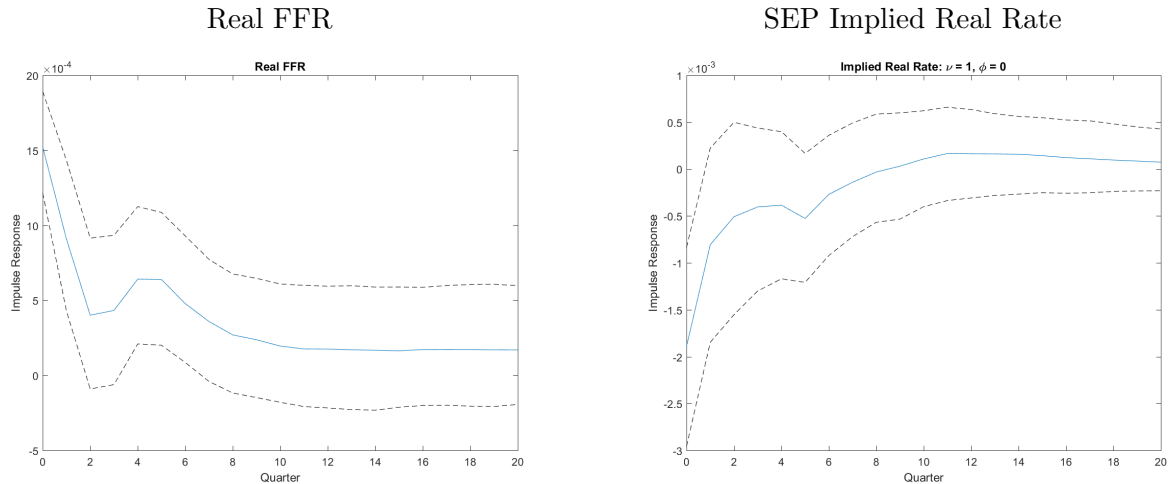 Real FFR
SEP Implied Real Rate
×10⁻⁴
Real FFR
20
15
10
5
0
-5
Impulse Response
0 2 4 6 8 10 12 14 16 18 20
Quarter
×10⁻³
Implied Real Rate: ν = 1, ϕ = 0
1
0.5
0
-0.5
-1
-1.5
-2
-2.5
-3
Impulse Response
0 2 4 6 8 10 12 14 16 18 20
Quarter